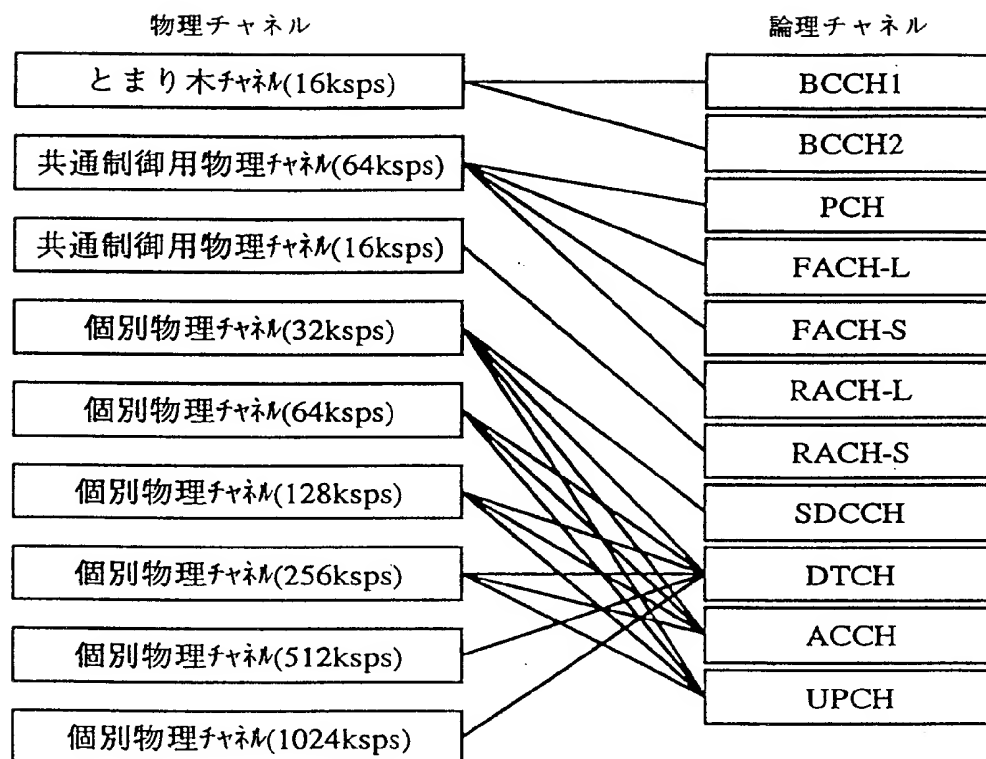 物理チャネル
とまり木チャネル(16ksps)
共通制御用物理チャネル(64ksps)
共通制御用物理チャネル(16ksps)
個別物理チャネル(32ksps)
個別物理チャネル(64ksps)
個別物理チャネル(128ksps)
個別物理チャネル(256ksps)
個別物理チャネル(512ksps)
個別物理チャネル(1024ksps)
論理チャネル
BCCH1
BCCH2
PCH
FACH-L
FACH-S
RACH-L
RACH-S
SDCCH
DTCH
ACCH
UPCH